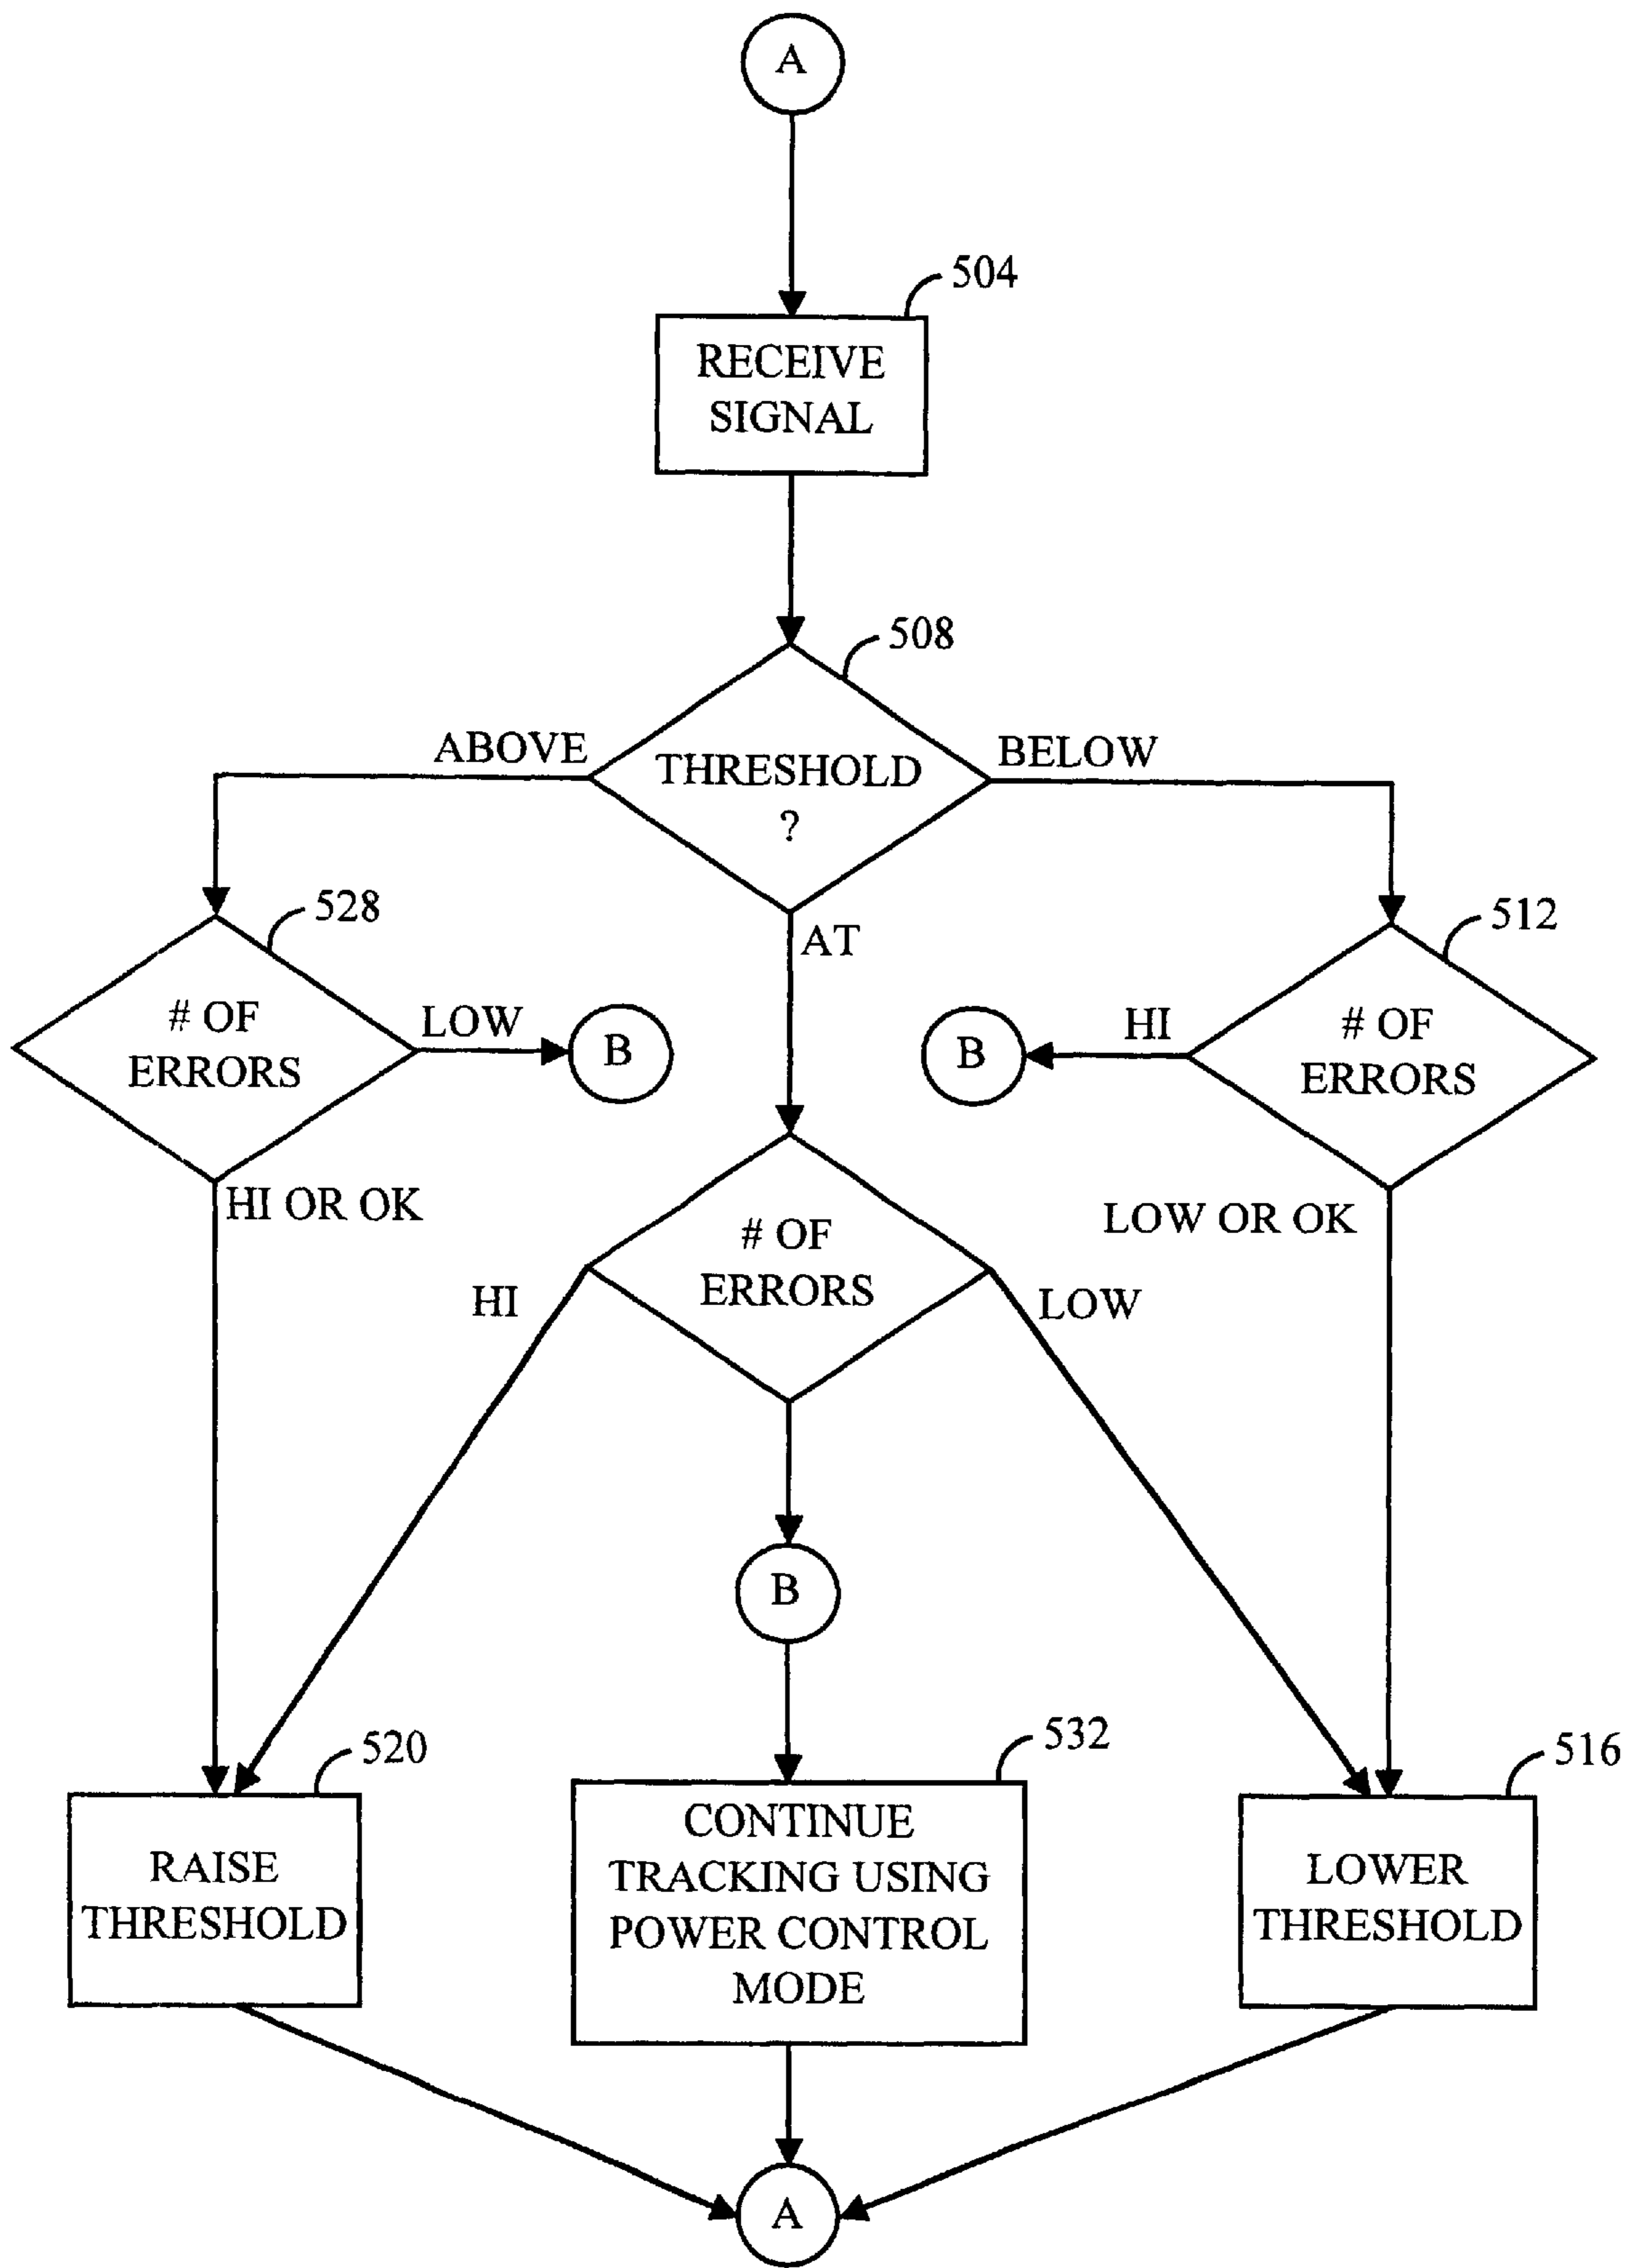 A
504
RECEIVE
SIGNAL
508
ABOVE
THRESHOLD
?
BELOW
528
# OF
ERRORS
LOW
B
AT
512
# OF
ERRORS
HI
B
HI OR OK
# OF
ERRORS
HI
LOW
LOW OR OK
B
520
RAISE
THRESHOLD
532
CONTINUE
TRACKING USING
POWER CONTROL
MODE
516
LOWER
THRESHOLD
A